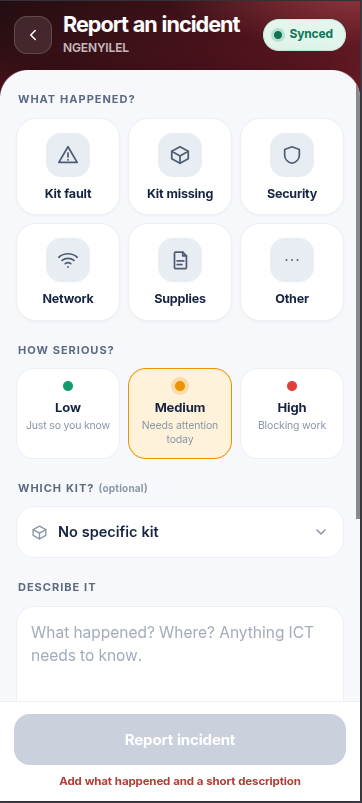 Report an incident
NGENYILEL
Synced
WHAT HAPPENED?
Kit fault
Kit missing
Security
Network
Supplies
Other
HOW SERIOUS?
Low
Just so you know
Medium
Needs attention
today
High
Blocking work
WHICH KIT? (optional)
No specific kit
DESCRIBE IT
What happened? Where? Anything ICT
needs to know.
Report incident
Add what happened and a short description